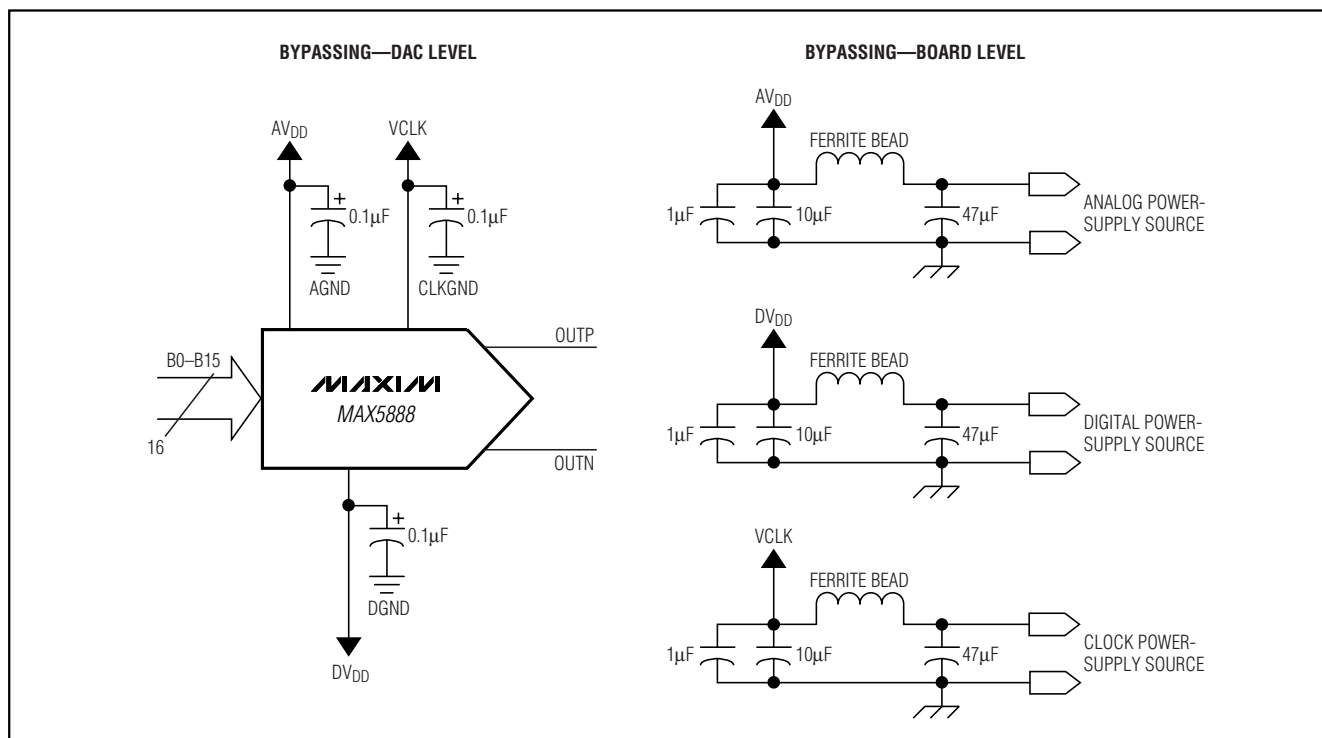 BYPASSING—DAC LEVEL
AVDD
VCLK
+
0.1µF
+
0.1µF
AGND
CLKGND
B0–B15
16
MAXIM
MAX5888
OUTP
OUTN
+
0.1µF
DGND
DVDD
BYPASSING—BOARD LEVEL
AVDD
FERRITE BEAD
1µF
10µF
47µF
ANALOG POWER-
SUPPLY SOURCE
DVDD
FERRITE BEAD
1µF
10µF
47µF
DIGITAL POWER-
SUPPLY SOURCE
VCLK
FERRITE BEAD
1µF
10µF
47µF
CLOCK POWER-
SUPPLY SOURCE